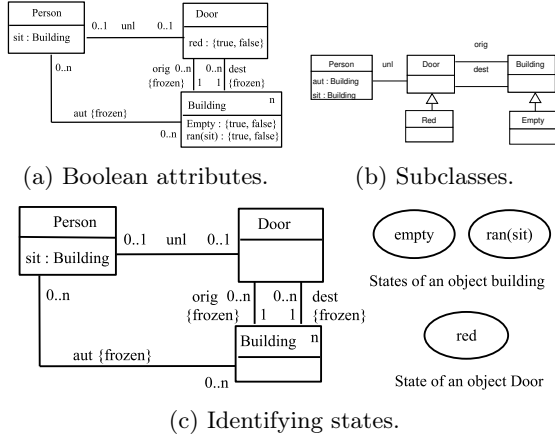 Person
sit : Building
0..1 unl 0..1
Door
red : {true, false}
0..n
orig 0..n 0..n dest
{frozen} 1 1 {frozen}
Building n
Empty : {true, false}
ran(sit) : {true, false}
aut {frozen}
0..n
(a) Boolean attributes.
orig
Person
aut : Building
sit : Building
unl
Door
dest
Building
Red
Empty
(b) Subclasses.
Person
sit : Building
0..1 unl 0..1
Door
0..n
orig 0..n 0..n dest
{frozen} 1 1 {frozen}
Building n
aut {frozen}
0..n
empty
ran(sit)
States of an object building
red
State of an object Door
(c) Identifying states.